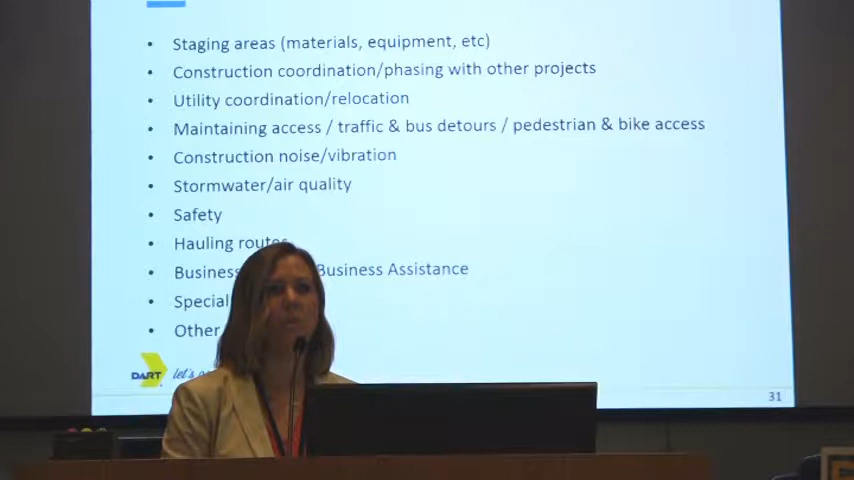 • Staging areas (materials, equipment, etc)
• Construction coordination/phasing with other projects
• Utility coordination/relocation
• Maintaining access / traffic & bus detours / pedestrian & bike access
• Construction noise/vibration
• Stormwater/air quality
• Safety
• Hauling routes
• Business Business Assistance
• Special
• Other
DART let's
31